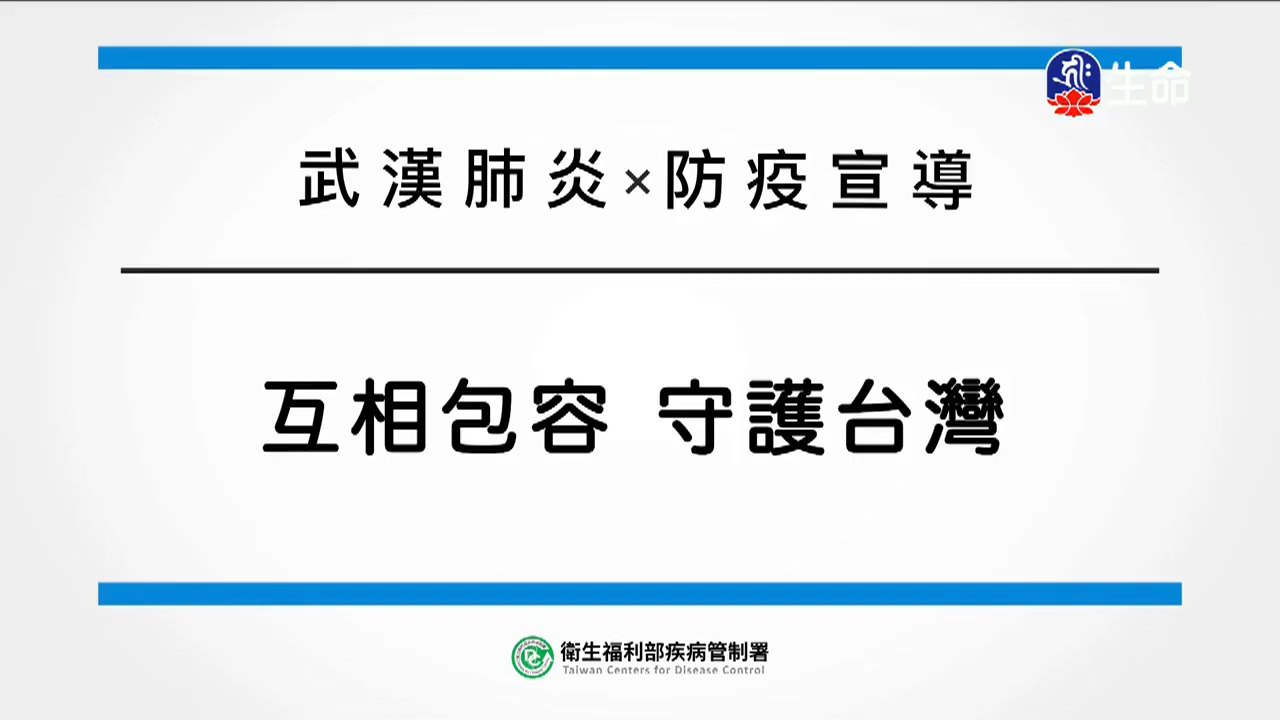 生命
武漢肺炎×防疫宣導
互相包容 守護台灣
衛生福利部疾病管制署
Taiwan Centers for Disease Control